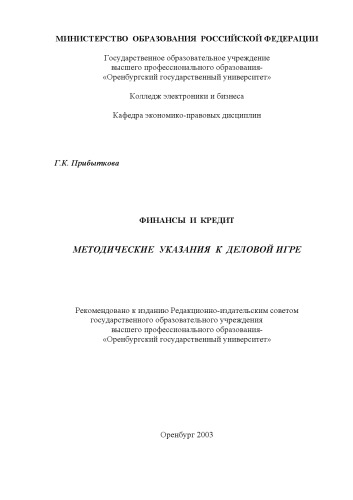 МИНИСТЕРСТВО ОБРАЗОВАНИЯ РОССИЙСКОЙ ФЕДЕРАЦИИ
Государственное образовательное учреждение
высшего профессионального образования-
«Оренбургский государственный университет»
Колледж электроники и бизнеса
Кафедра экономико-правовых дисциплин
Г.К. Прибыткова
ФИНАНСЫ И КРЕДИТ
МЕТОДИЧЕСКИЕ УКАЗАНИЯ К ДЕЛОВОЙ ИГРЕ
Рекомендовано к изданию Редакционно-издательским советом
государственного образовательного учреждения
высшего профессионального образования-
«Оренбургский государственный университет»
Оренбург 2003